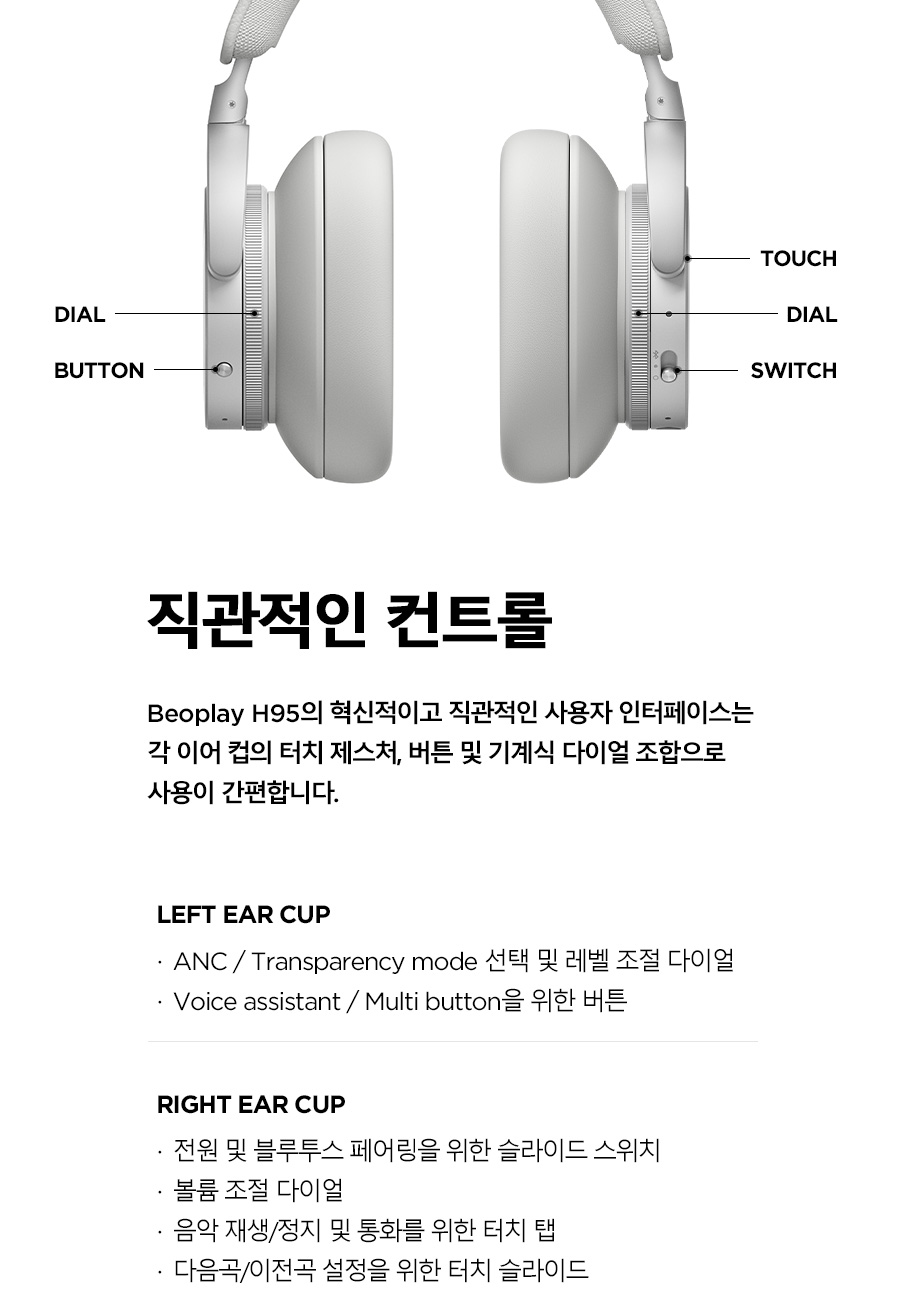 TOUCH
DIAL
DIAL
BUTTON
SWITCH
직관적인 컨트롤
Beoplay H95의 혁신적이고 직관적인 사용자 인터페이스는
각 이어 컵의 터치 제스처, 버튼 및 기계식 다이얼 조합으로
사용이 간편합니다.
LEFT EAR CUP
· ANC / Transparency mode 선택 및 레벨 조절 다이얼
· Voice assistant / Multi button을 위한 버튼
RIGHT EAR CUP
· 전원 및 블루투스 페어링을 위한 슬라이드 스위치
· 볼륨 조절 다이얼
· 음악 재생/정지 및 통화를 위한 터치 탭
· 다음곡/이전곡 설정을 위한 터치 슬라이드